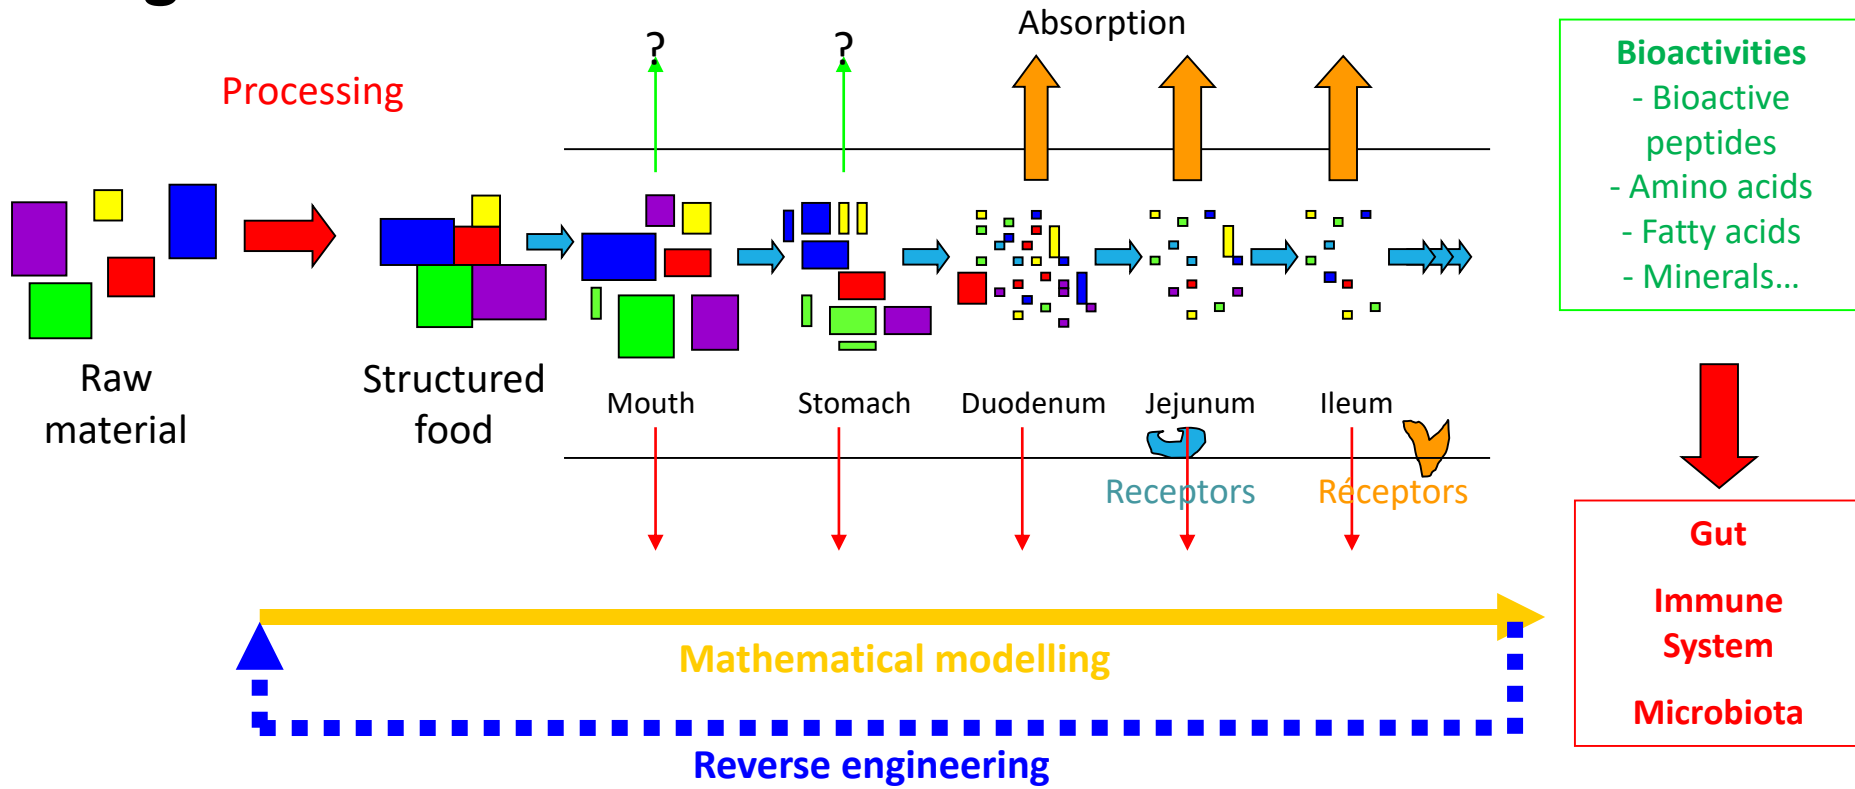 Absorption
?
?
Processing
Raw
material
Structured
food
Mouth
Stomach
Duodenum
Jejunum
Ileum
Receptors
Réceptors
Mathematical modelling
Reverse engineering
Bioactivities
- Bioactive
peptides
- Amino acids
- Fatty acids
- Minerals...
Gut
Immune
System
Microbiota